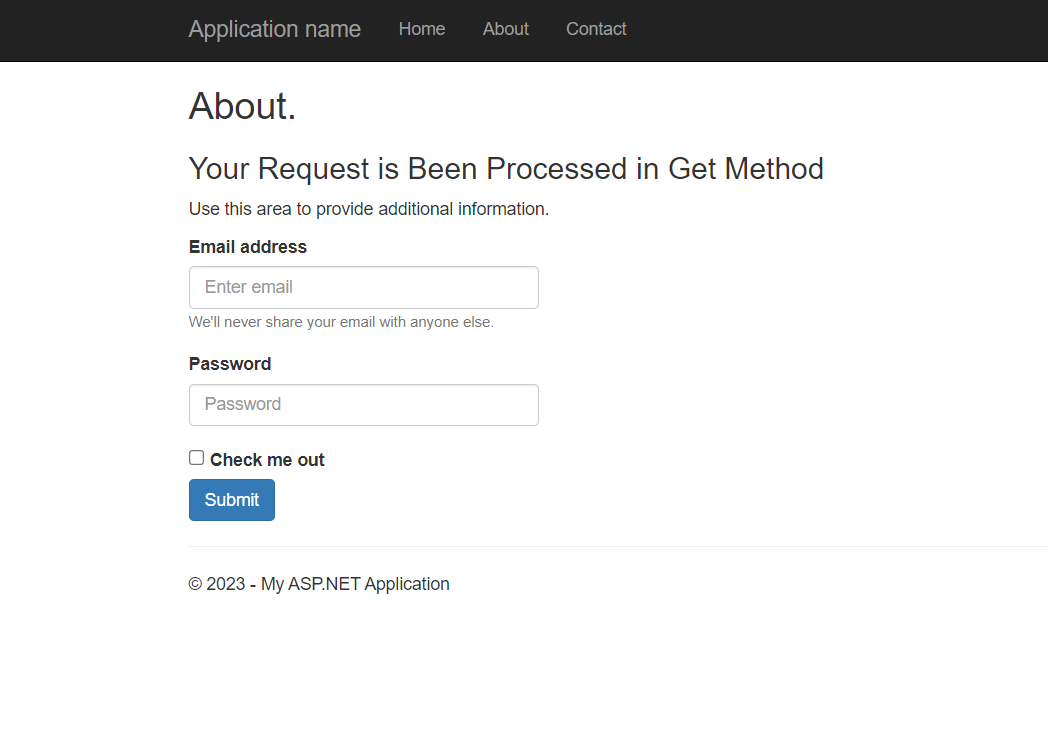 Application name Home About Contact
About.
Your Request is Been Processed in Get Method
Use this area to provide additional information.
Email address
Enter email
We'll never share your email with anyone else.
Password
Password
Check me out
Submit
© 2023 - My ASP.NET Application